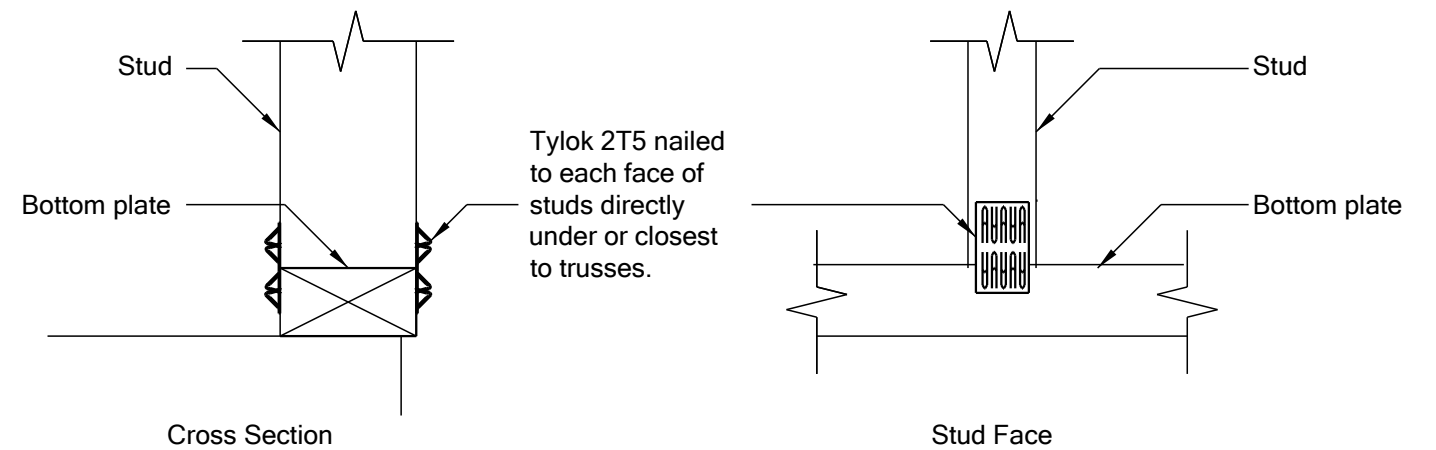 Stud
Bottom plate
Tylok 2T5 nailed
to each face of
studs directly
under or closest
to trusses.
Stud
Bottom plate
Cross Section
Stud Face